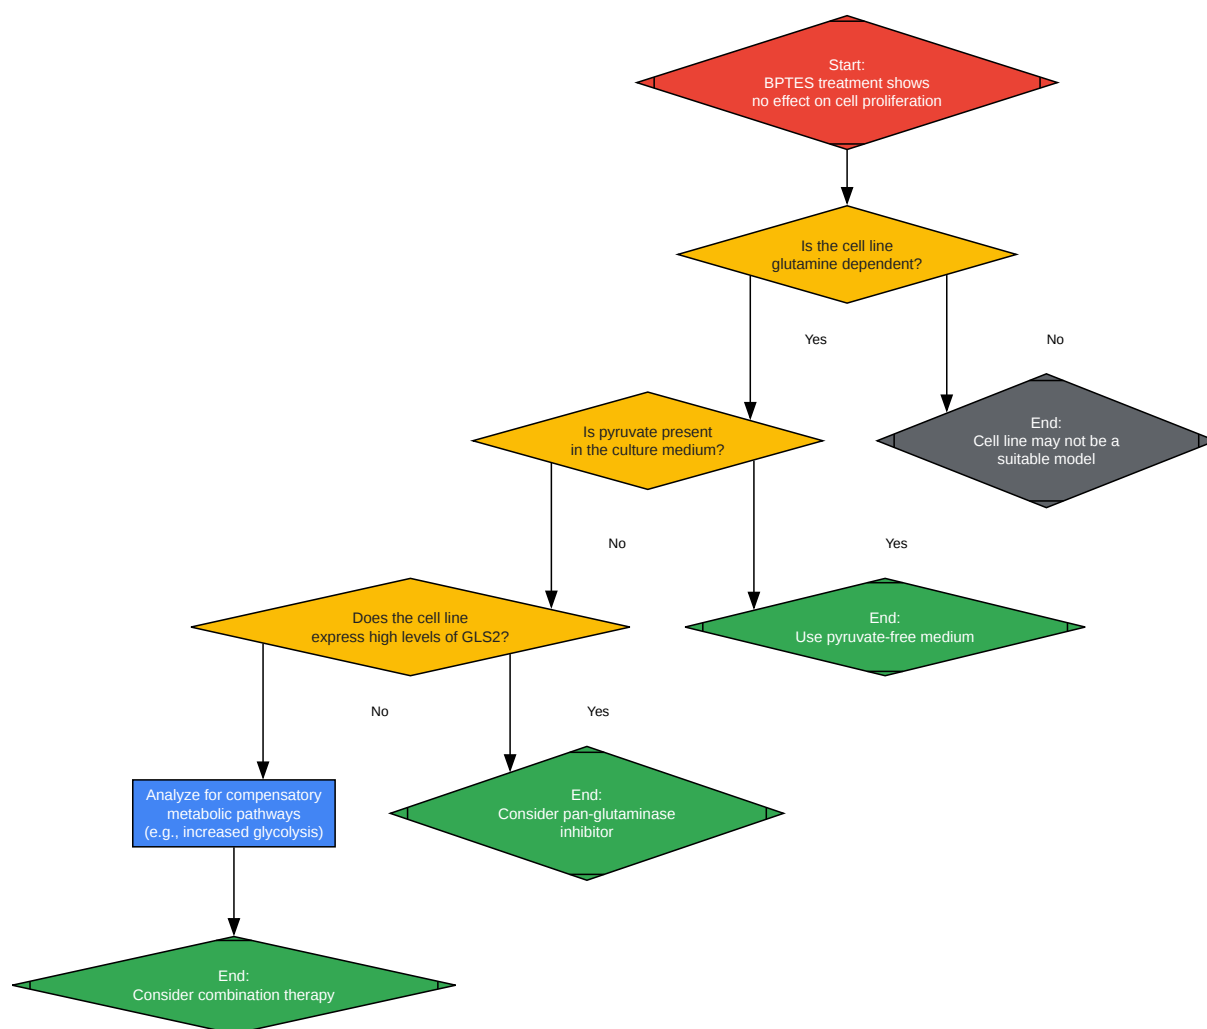 Start:
BPTES treatment shows
no effect on cell proliferation
Is the cell line
glutamine dependent?
Yes
No
End:
Cell line may not be a
suitable model
Is pyruvate present
in the culture medium?
No
Yes
Does the cell line
express high levels of GLS2?
End:
Use pyruvate-free medium
No
Yes
Analyze for compensatory
metabolic pathways
(e.g., increased glycolysis)
End:
Consider pan-glutaminase
inhibitor
End:
Consider combination therapy